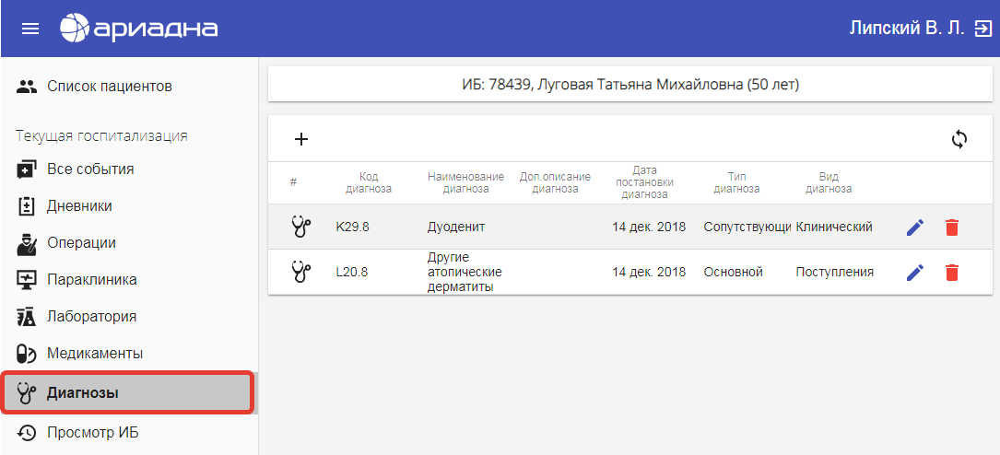 ариадна
Липский В. Л.
Список пациентов
Текущая госпитализация
Все события
Дневники
Операции
Параклиника
Лаборатория
Медикаменты
Диагнозы
Просмотр ИБ
ИБ: 78439, Луговая Татьяна Михайловна (50 лет)
+
#
Код
диагноза
Наименование
диагноза
Доп.описание
диагноза
Дата
постановки
диагноза
Тип
диагноза
Вид
диагноза
K29.8
Дуоденит
14 дек. 2018
Сопутствующи
Клинический
L20.8
Другие
атопические
дерматиты
14 дек. 2018
Основной
Поступления